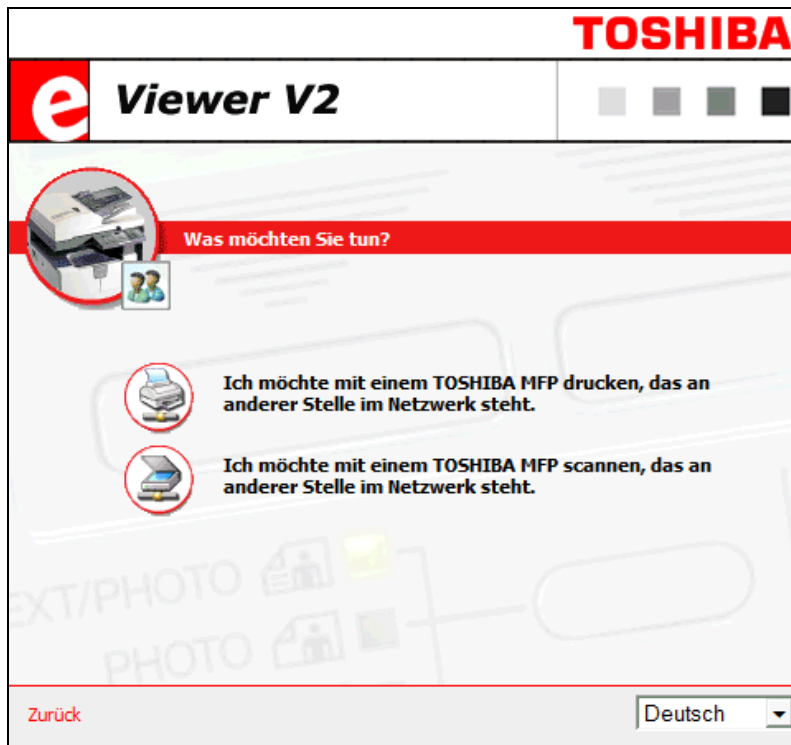 TOSHIBA
e Viewer V2
Was möchten Sie tun?
Ich möchte mit einem TOSHIBA MFP drucken, das an
anderer Stelle im Netzwerk steht.
Ich möchte mit einem TOSHIBA MFP scannen, das an
anderer Stelle im Netzwerk steht.
EXT/PHOTO
PHOTO
Zurück
Deutsch